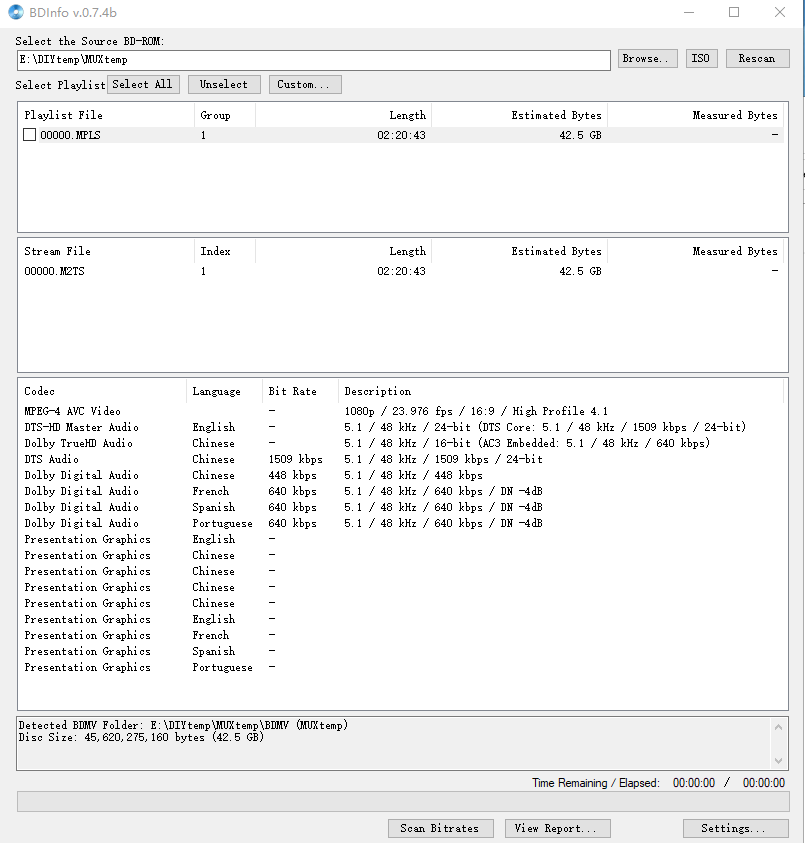 BDInfo v.0.7.4b
Select the Source BD-ROM:
E:\DIYtemp\MUXtemp Browse.. ISO Rescan
Select Playlist Select All Unselect Custom...
Playlist File Group Length Estimated Bytes Measured Bytes
00000.MPLS 1 02:20:43 42.5 GB -
Stream File Index Length Estimated Bytes Measured Bytes
00000.M2TS 1 02:20:43 42.5 GB -
Codec Language Bit Rate Description
MPEG-4 AVC Video - 1080p / 23.976 fps / 16:9 / High Profile 4.1
DTS-HD Master Audio English - 5.1 / 48 kHz / 24-bit (DTS Core: 5.1 / 48 kHz / 1509 kbps / 24-bit)
Dolby TrueHD Audio Chinese - 5.1 / 48 kHz / 16-bit (AC3 Embedded: 5.1 / 48 kHz / 640 kbps)
DTS Audio Chinese 1509 kbps 5.1 / 48 kHz / 1509 kbps / 24-bit
Dolby Digital Audio Chinese 448 kbps 5.1 / 48 kHz / 448 kbps
Dolby Digital Audio French 640 kbps 5.1 / 48 kHz / 640 kbps / DN -4dB
Dolby Digital Audio Spanish 640 kbps 5.1 / 48 kHz / 640 kbps / DN -4dB
Dolby Digital Audio Portuguese 640 kbps 5.1 / 48 kHz / 640 kbps / DN -4dB
Presentation Graphics English -
Presentation Graphics Chinese -
Presentation Graphics Chinese -
Presentation Graphics Chinese -
Presentation Graphics Chinese -
Presentation Graphics English -
Presentation Graphics French -
Presentation Graphics Spanish -
Presentation Graphics Portuguese -
Detected BDMV Folder: E:\DIYtemp\MUXtemp\BDMV (MUXtemp)
Disc Size: 45,620,275,160 bytes (42.5 GB)
Time Remaining / Elapsed: 00:00:00 / 00:00:00
Scan Bitrates View Report... Settings...